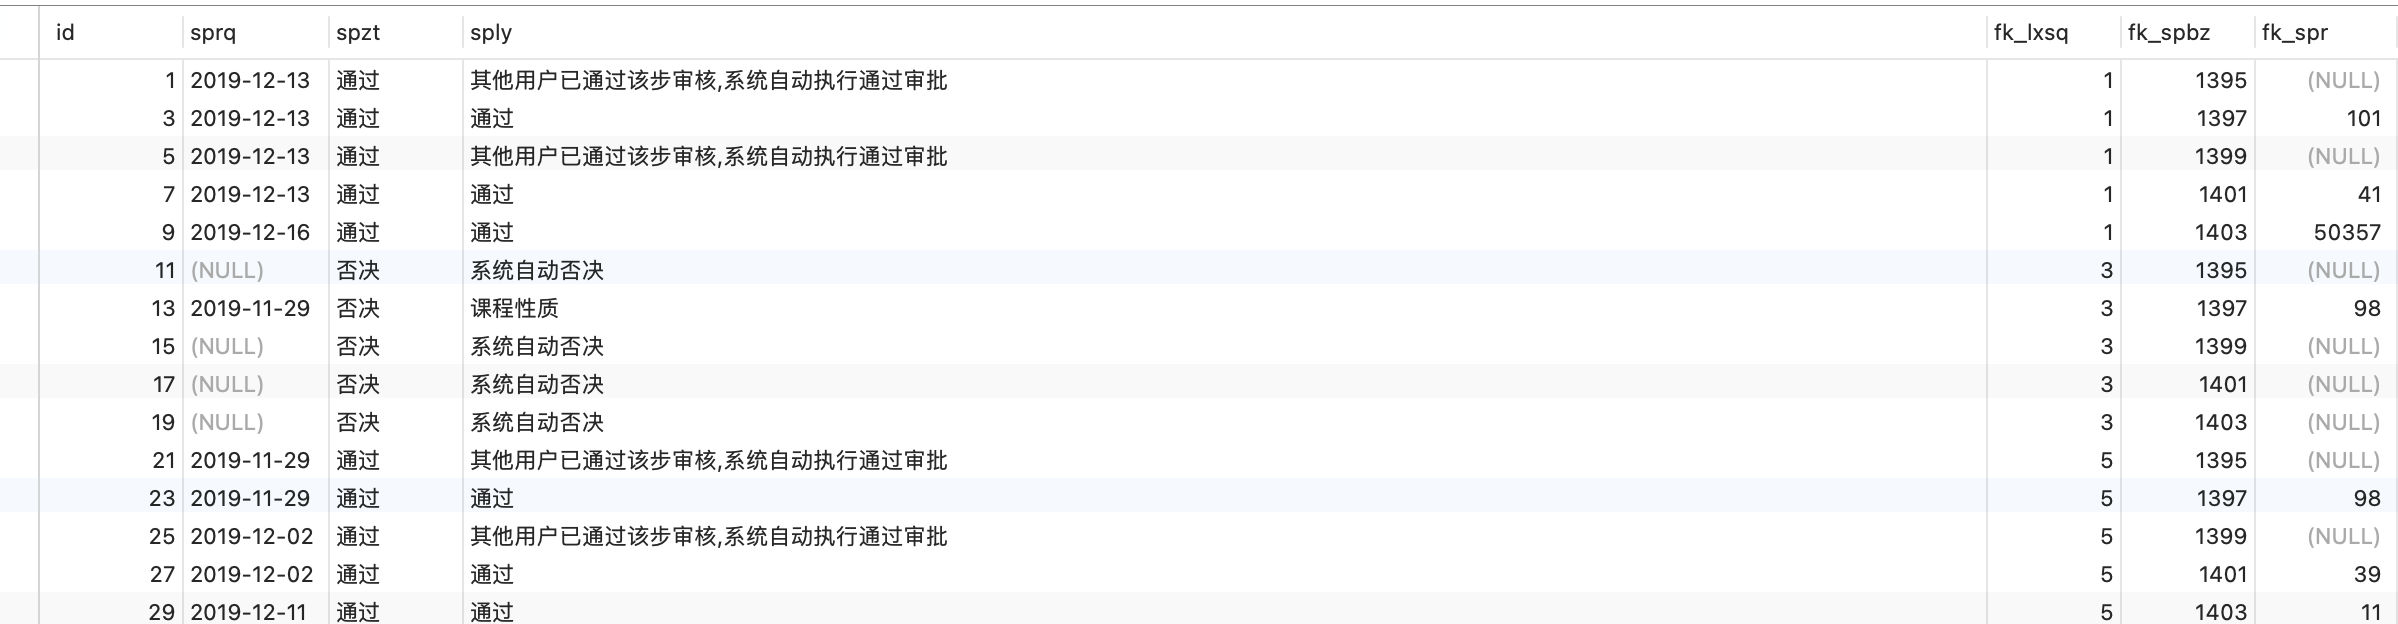 id sprq spzt sply fk_lxsq fk_spbz fk_spr
1 2019-12-13 通过 其他用户已通过该步审核,系统自动执行通过审批 1 1395 (NULL)
3 2019-12-13 通过 通过 1 1397 101
5 2019-12-13 通过 其他用户已通过该步审核,系统自动执行通过审批 1 1399 (NULL)
7 2019-12-13 通过 通过 1 1401 41
9 2019-12-16 通过 通过 1 1403 50357
11 (NULL) 否决 系统自动否决 3 1395 (NULL)
13 2019-11-29 否决 课程性质 3 1397 98
15 (NULL) 否决 系统自动否决 3 1399 (NULL)
17 (NULL) 否决 系统自动否决 3 1401 (NULL)
19 (NULL) 否决 系统自动否决 3 1403 (NULL)
21 2019-11-29 通过 其他用户已通过该步审核,系统自动执行通过审批 5 1395 (NULL)
23 2019-11-29 通过 通过 5 1397 98
25 2019-12-02 通过 其他用户已通过该步审核,系统自动执行通过审批 5 1399 (NULL)
27 2019-12-02 通过 通过 5 1401 39
29 2019-12-11 通过 通过 5 1403 11